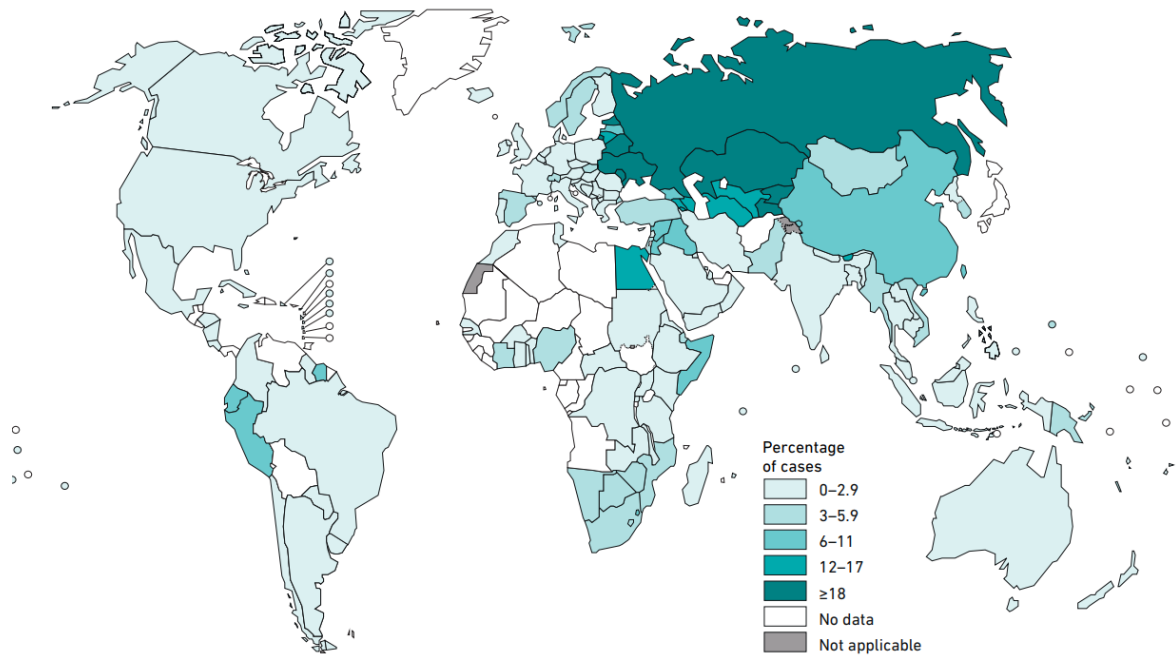 Percentage
of cases
0–2.9
3–5.9
6–11
12–17
≥18
No data
Not applicable